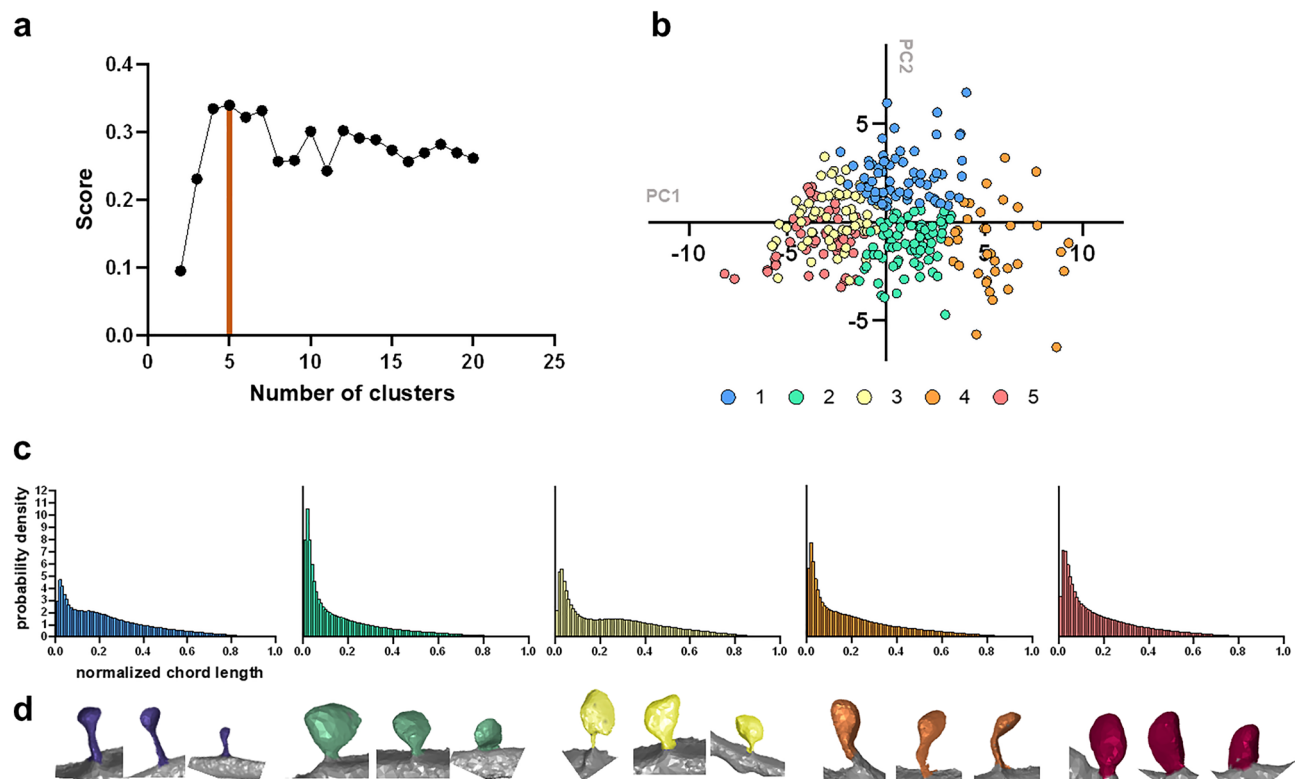 a
b
0.4
0.3
0.2
0.1
0.0
Score
0
5
10
15
20
25
Number of clusters
PC2
PC1
5
-10
-5
5
10
-5
1
2
3
4
5
c
probability density
12
11
10
9
8
7
6
5
4
3
2
1
0
0.0 0.2 0.4 0.6 0.8 1.0
0.0 0.2 0.4 0.6 0.8 1.0
0.0 0.2 0.4 0.6 0.8 1.0
0.0 0.2 0.4 0.6 0.8 1.0
0.0 0.2 0.4 0.6 0.8 1.0
normalized chord length
d